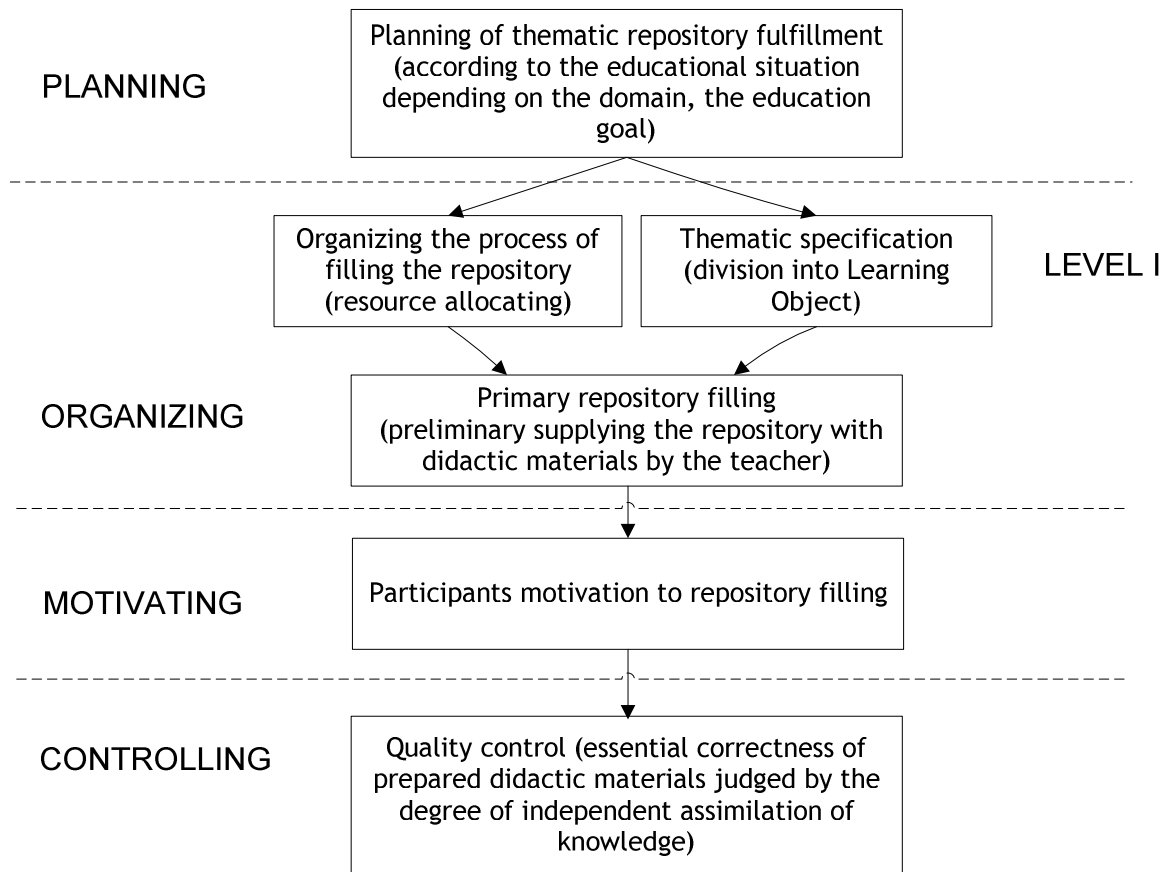 Planning of thematic repository fulfillment
(according to the educational situation
depending on the domain, the education
goal)
PLANNING
Organizing the process of
filling the repository
(resource allocating)
Thematic specification
(division into Learning
Object)
LEVEL I
Primary repository filling
(preliminary supplying the repository with
didactic materials by the teacher)
ORGANIZING
Participants motivation to repository filling
MOTIVATING
Quality control (essential correctness of
prepared didactic materials judged by the
degree of independent assimilation of
knowledge)
CONTROLLING